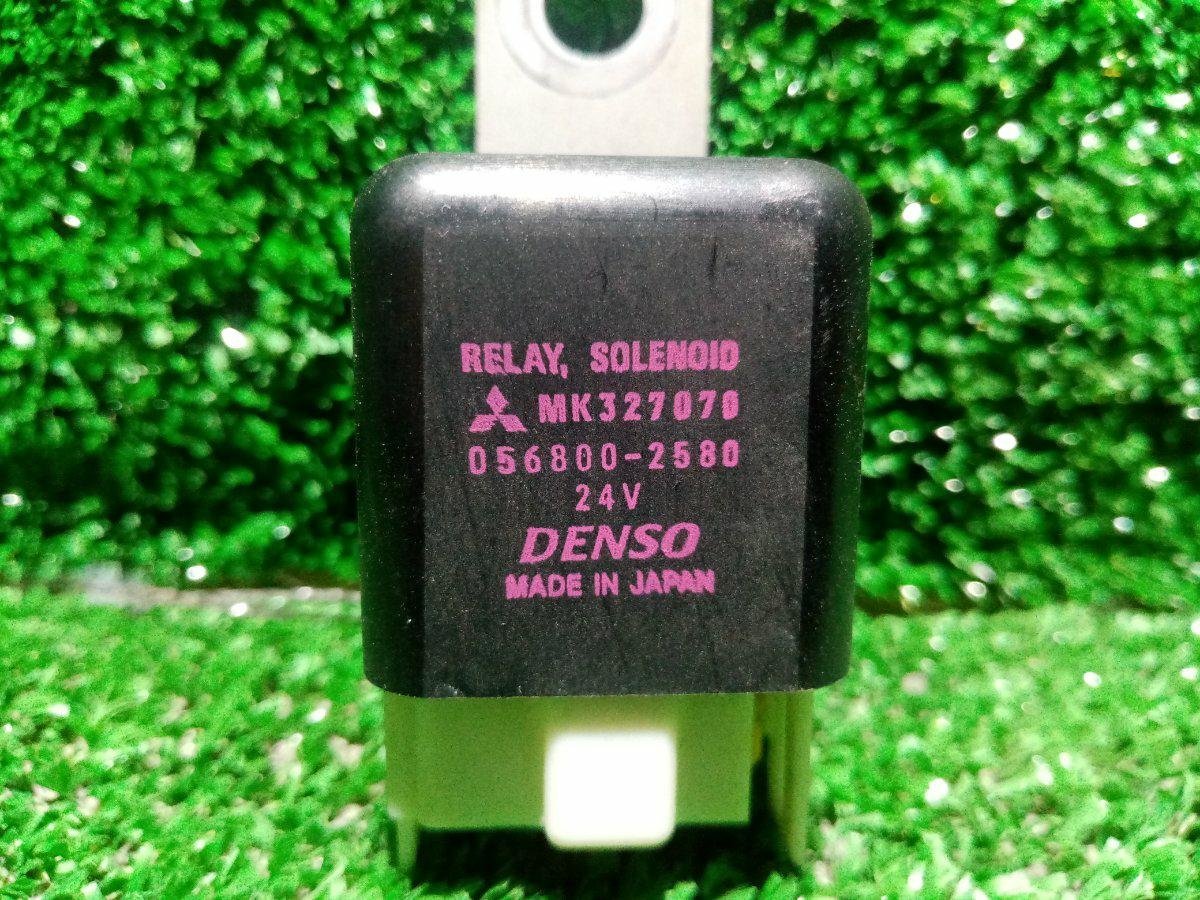 RELAY, SOLENOID
MK327070
056800-2580
24V
DENSO
MADE IN JAPAN